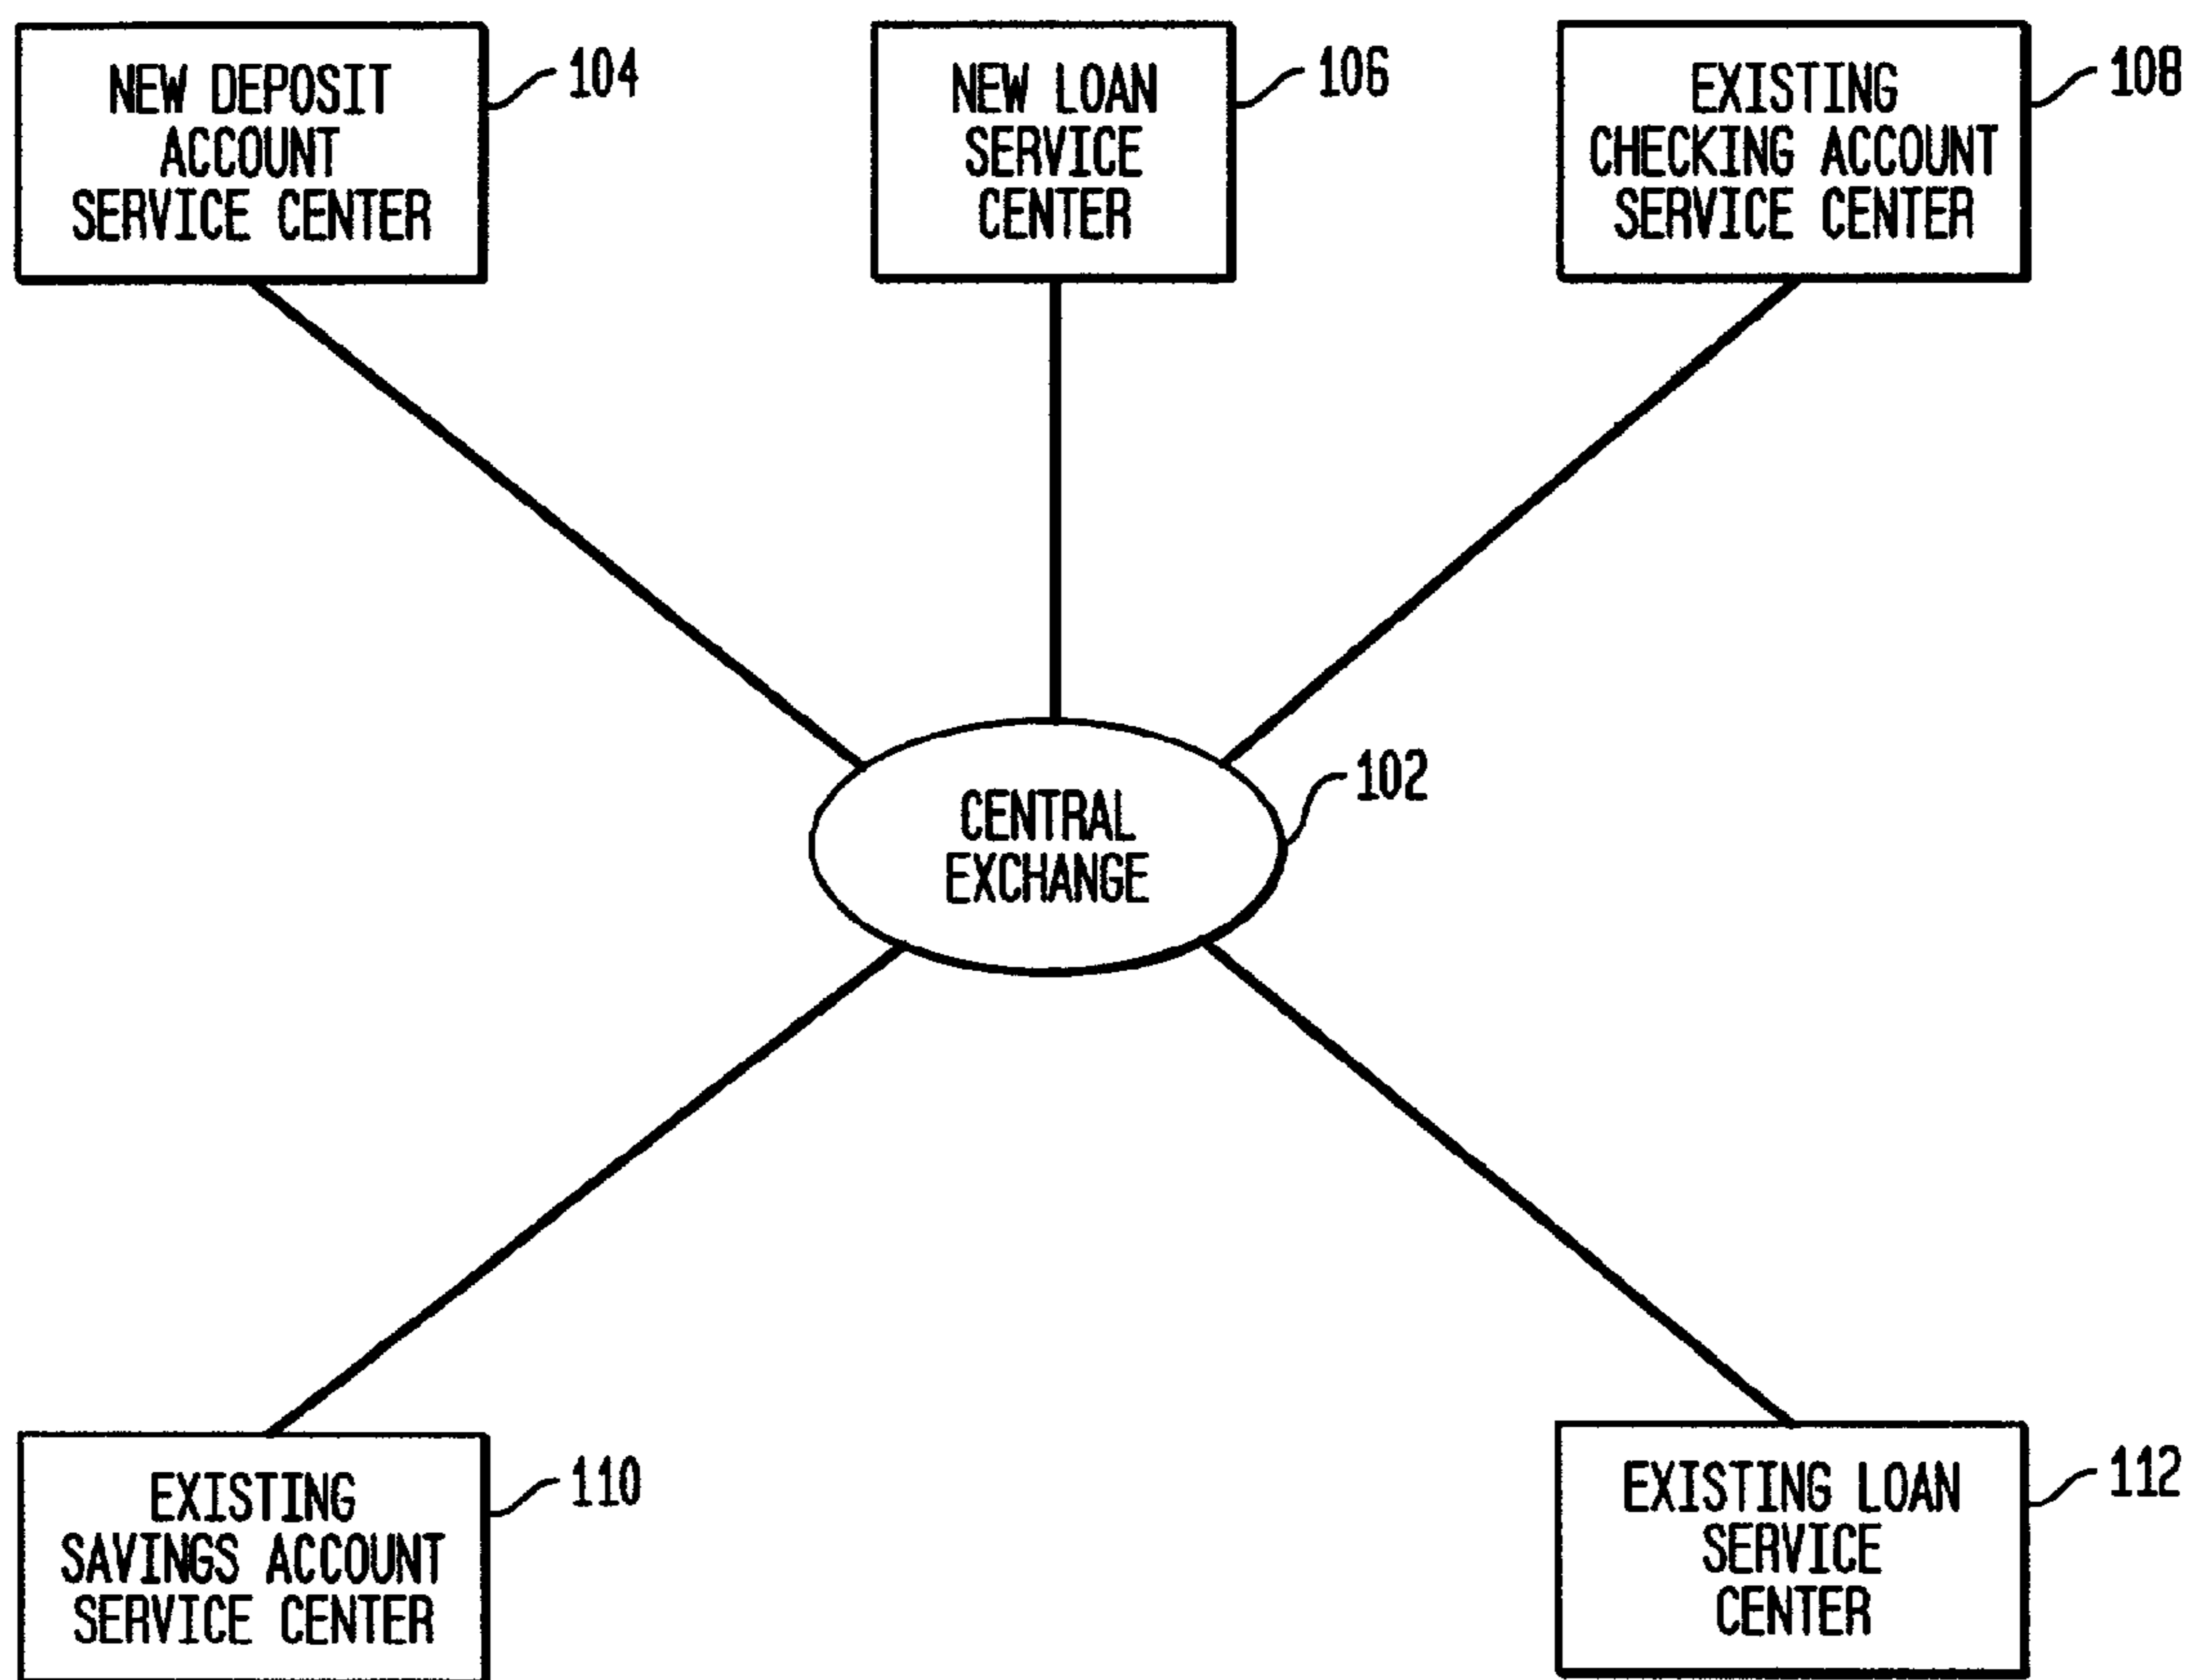 NEW DEPOSIT
ACCOUNT
SERVICE CENTER
104
NEW LOAN
SERVICE
CENTER
106
EXISTING
CHECKING ACCOUNT
SERVICE CENTER
108
CENTRAL
EXCHANGE
102
EXISTING
SAVINGS ACCOUNT
SERVICE CENTER
110
EXISTING LOAN
SERVICE
CENTER
112